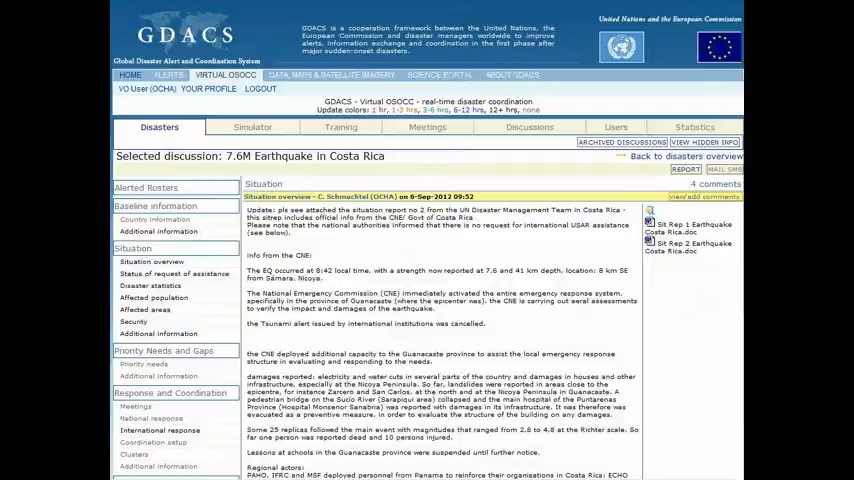 United Nations and the European Commission
GDACS
Global Disaster Alert and Coordination System
GDACS is a cooperation framework between the United Nations, the
European Commission and disaster managers worldwide to improve
alerts, information exchange and coordination in the first phase after
major sudden-onset disasters.
HOME ALERTS VIRTUAL OSOCC DATA, MAPS & SATELLITE IMAGERY SCIENCE PORTAL ABOUT GDACS
VO User (OCHA) YOUR PROFILE LOGOUT
GDACS - Virtual OSOCC - real-time disaster coordination
Update colors: 1 hr, 1-3 hrs, 3-6 hrs, 6-12 hrs, 12+ hrs, none
Disasters Simulator Training Meetings Discussions Users Statistics
ARCHIVED DISCUSSIONS VIEW HIDDEN INFO
Selected discussion: 7.6M Earthquake in Costa Rica
Back to disasters overview
REPORT MAIL SMS
Alerted Rosters
Baseline information
Country information
Additional information
Situation
Situation overview
Status of request of assistance
Disaster statistics
Affected population
Affected areas
Security
Additional information
Priority Needs and Gaps
Priority needs
Additional information
Response and Coordination
Meetings
National response
International response
Coordination setup
Clusters
Additional information
Situation 4 comments
Situation overview - C. Schmachtel (OCHA) on 6-Sep-2012 09:52 view/add comments
Update: pls see attached the situation report no 2 from the UN Disaster Management Team in Costa Rica -
this sitrep includes official info from the CNE/ Govt of Costa Rica
Please note that the national authorities informed that there is no request for international USAR assistance
(see below).
info from the CNE:
The EQ occurred at 8:42 local time, with a strength now reported at 7.6 and 41 km depth, location: 8 km SE
from Sámara, Nicoya.
The National Emergency Commission (CNE) immediately activated the entire emergency response system,
specifically in the province of Guanacaste (where the epicenter was). the CNE is carrying out aeral assessments
to verify the impact and damages of the earthquake.
the Tsunami alert issued by international institutions was cancelled.
the CNE deployed additional capacity to the Guanacaste province to assist the local emergency response
structure in evaluating and responding to the needs.
damages reported: electricity and water cuts in several parts of the country and damages in houses and other
infrastructure, especially at the Nicoya Peninsula. So far, landslides were reported in areas close to the
epicentre, for instance Zarcero and San Carlos, at the north and at the Nicoya Peninsula in Guanacaste. A
pedestrian bridge on the Sucio River (Sarapiqui area) collapsed and the main hospital of the Puntarenas
Province (Hospital Monsenor Sanabria) was reported with damages in its infrastructure. It was therefore
evacuated as a preventive measure, in order to evaluate the structure of the building on any damages.
Some 25 replicas followed the main event with magnitudes that ranged from 2,8 to 4,8 at the Richter scale. So
far one person was reported dead and 10 persons injured.
Lessons at schools in the Guanacaste province were suspended until further notice.
Regional actors:
PAHO, IFRC and MSF deployed personnel from Panama to reinforce their organisations in Costa Rica; ECHO
Sit Rep 1 Earthquake
Costa Rica.doc
Sit Rep 2 Earthquake
Costa Rica.doc